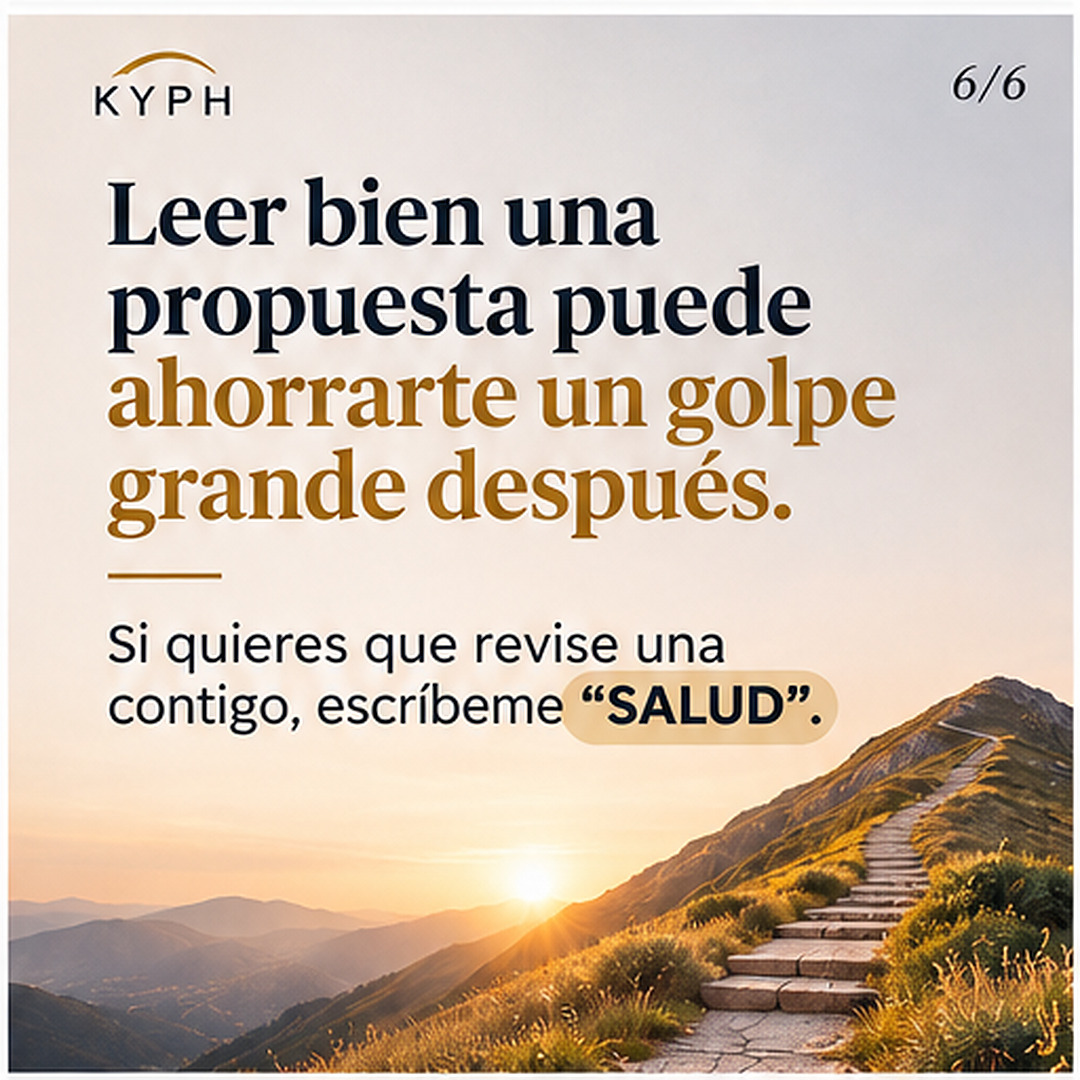 KYPH
6/6
Leer bien una
propuesta puede
ahorrarte un golpe
grande después.
Si quieres que revise una
contigo, escríbeme “SALUD”.